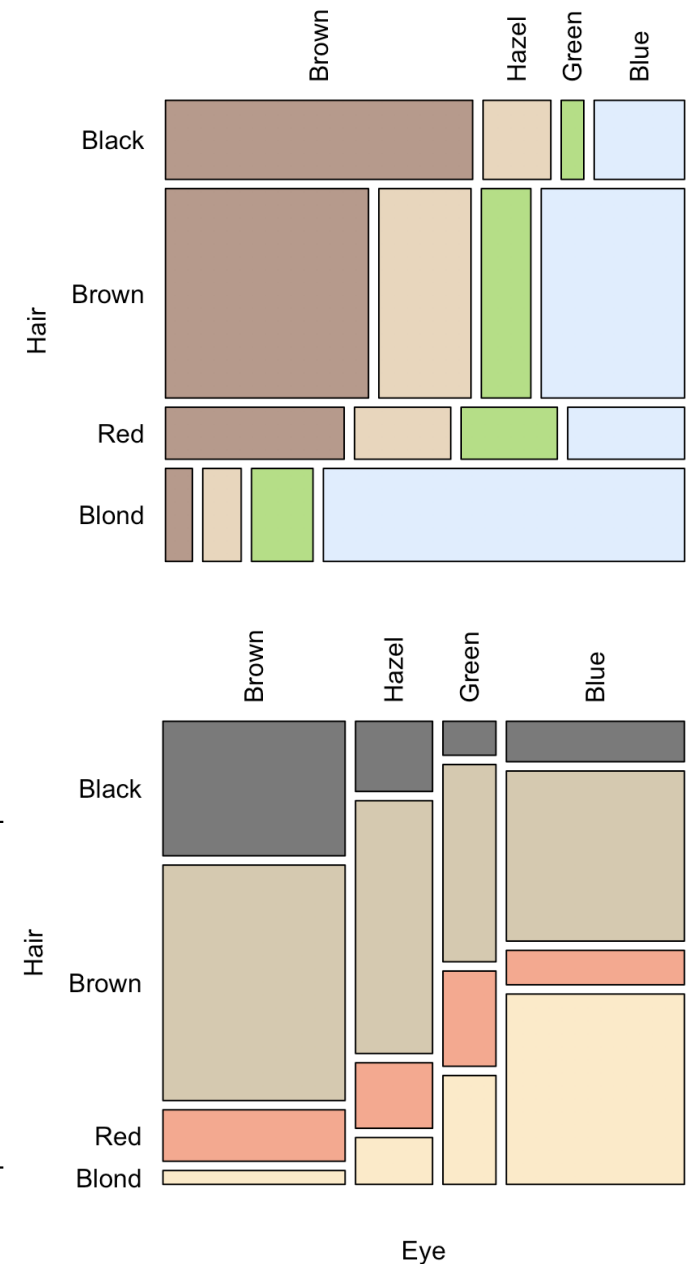 Brown
Hazel
Green
Blue
Black
Brown
Red
Blond
Hair
Brown
Hazel
Green
Blue
Black
Brown
Red
Blond
Hair
Eye